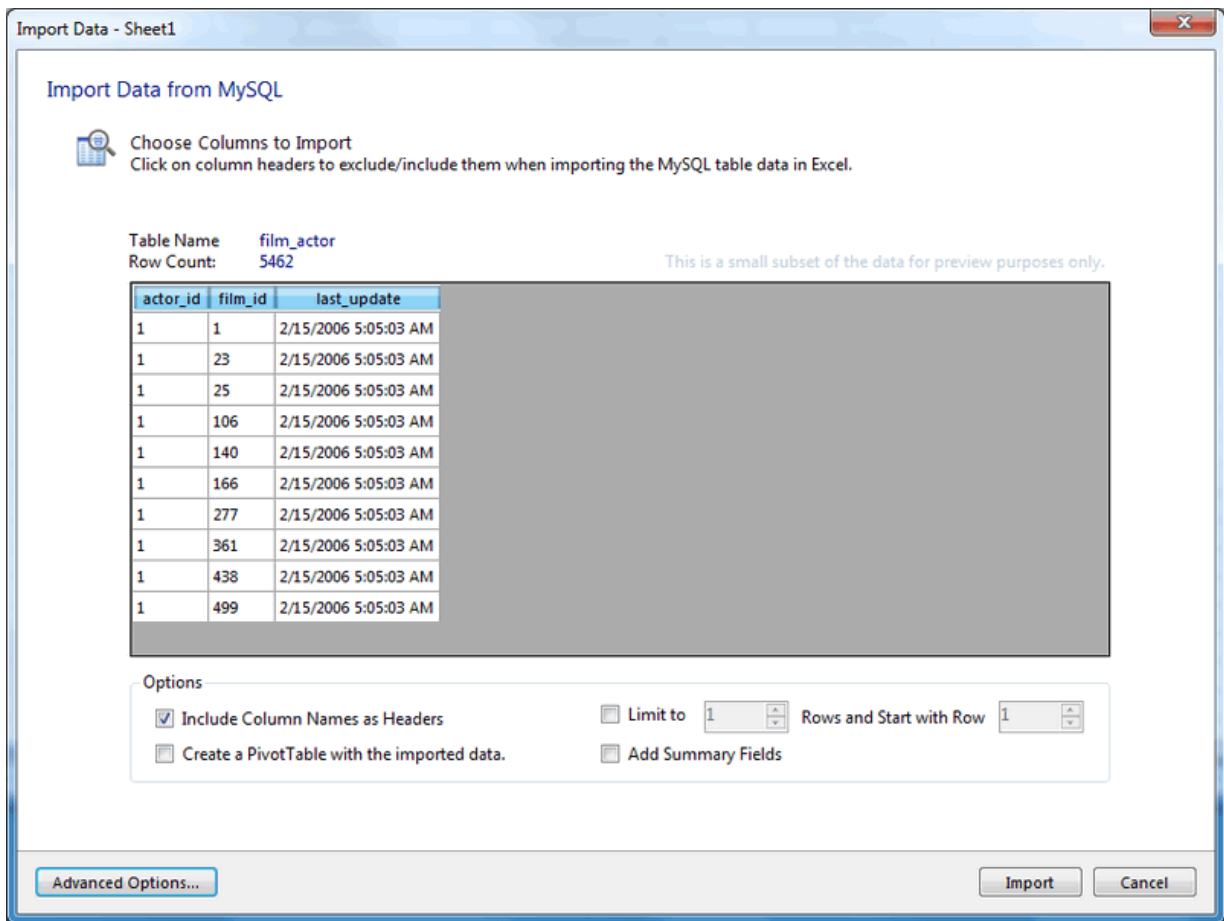 Import Data - Sheet1
Import Data from MySQL
Choose Columns to Import
Click on column headers to exclude/include them when importing the MySQL table data in Excel.
Table Name film_actor
Row Count: 5462 This is a small subset of the data for preview purposes only.
actor_id film_id last_update
1 1 2/15/2006 5:05:03 AM
1 23 2/15/2006 5:05:03 AM
1 25 2/15/2006 5:05:03 AM
1 106 2/15/2006 5:05:03 AM
1 140 2/15/2006 5:05:03 AM
1 166 2/15/2006 5:05:03 AM
1 277 2/15/2006 5:05:03 AM
1 361 2/15/2006 5:05:03 AM
1 438 2/15/2006 5:05:03 AM
1 499 2/15/2006 5:05:03 AM
Options
Include Column Names as Headers Limit to 1 Rows and Start with Row 1
Create a PivotTable with the imported data. Add Summary Fields
Advanced Options... Import Cancel